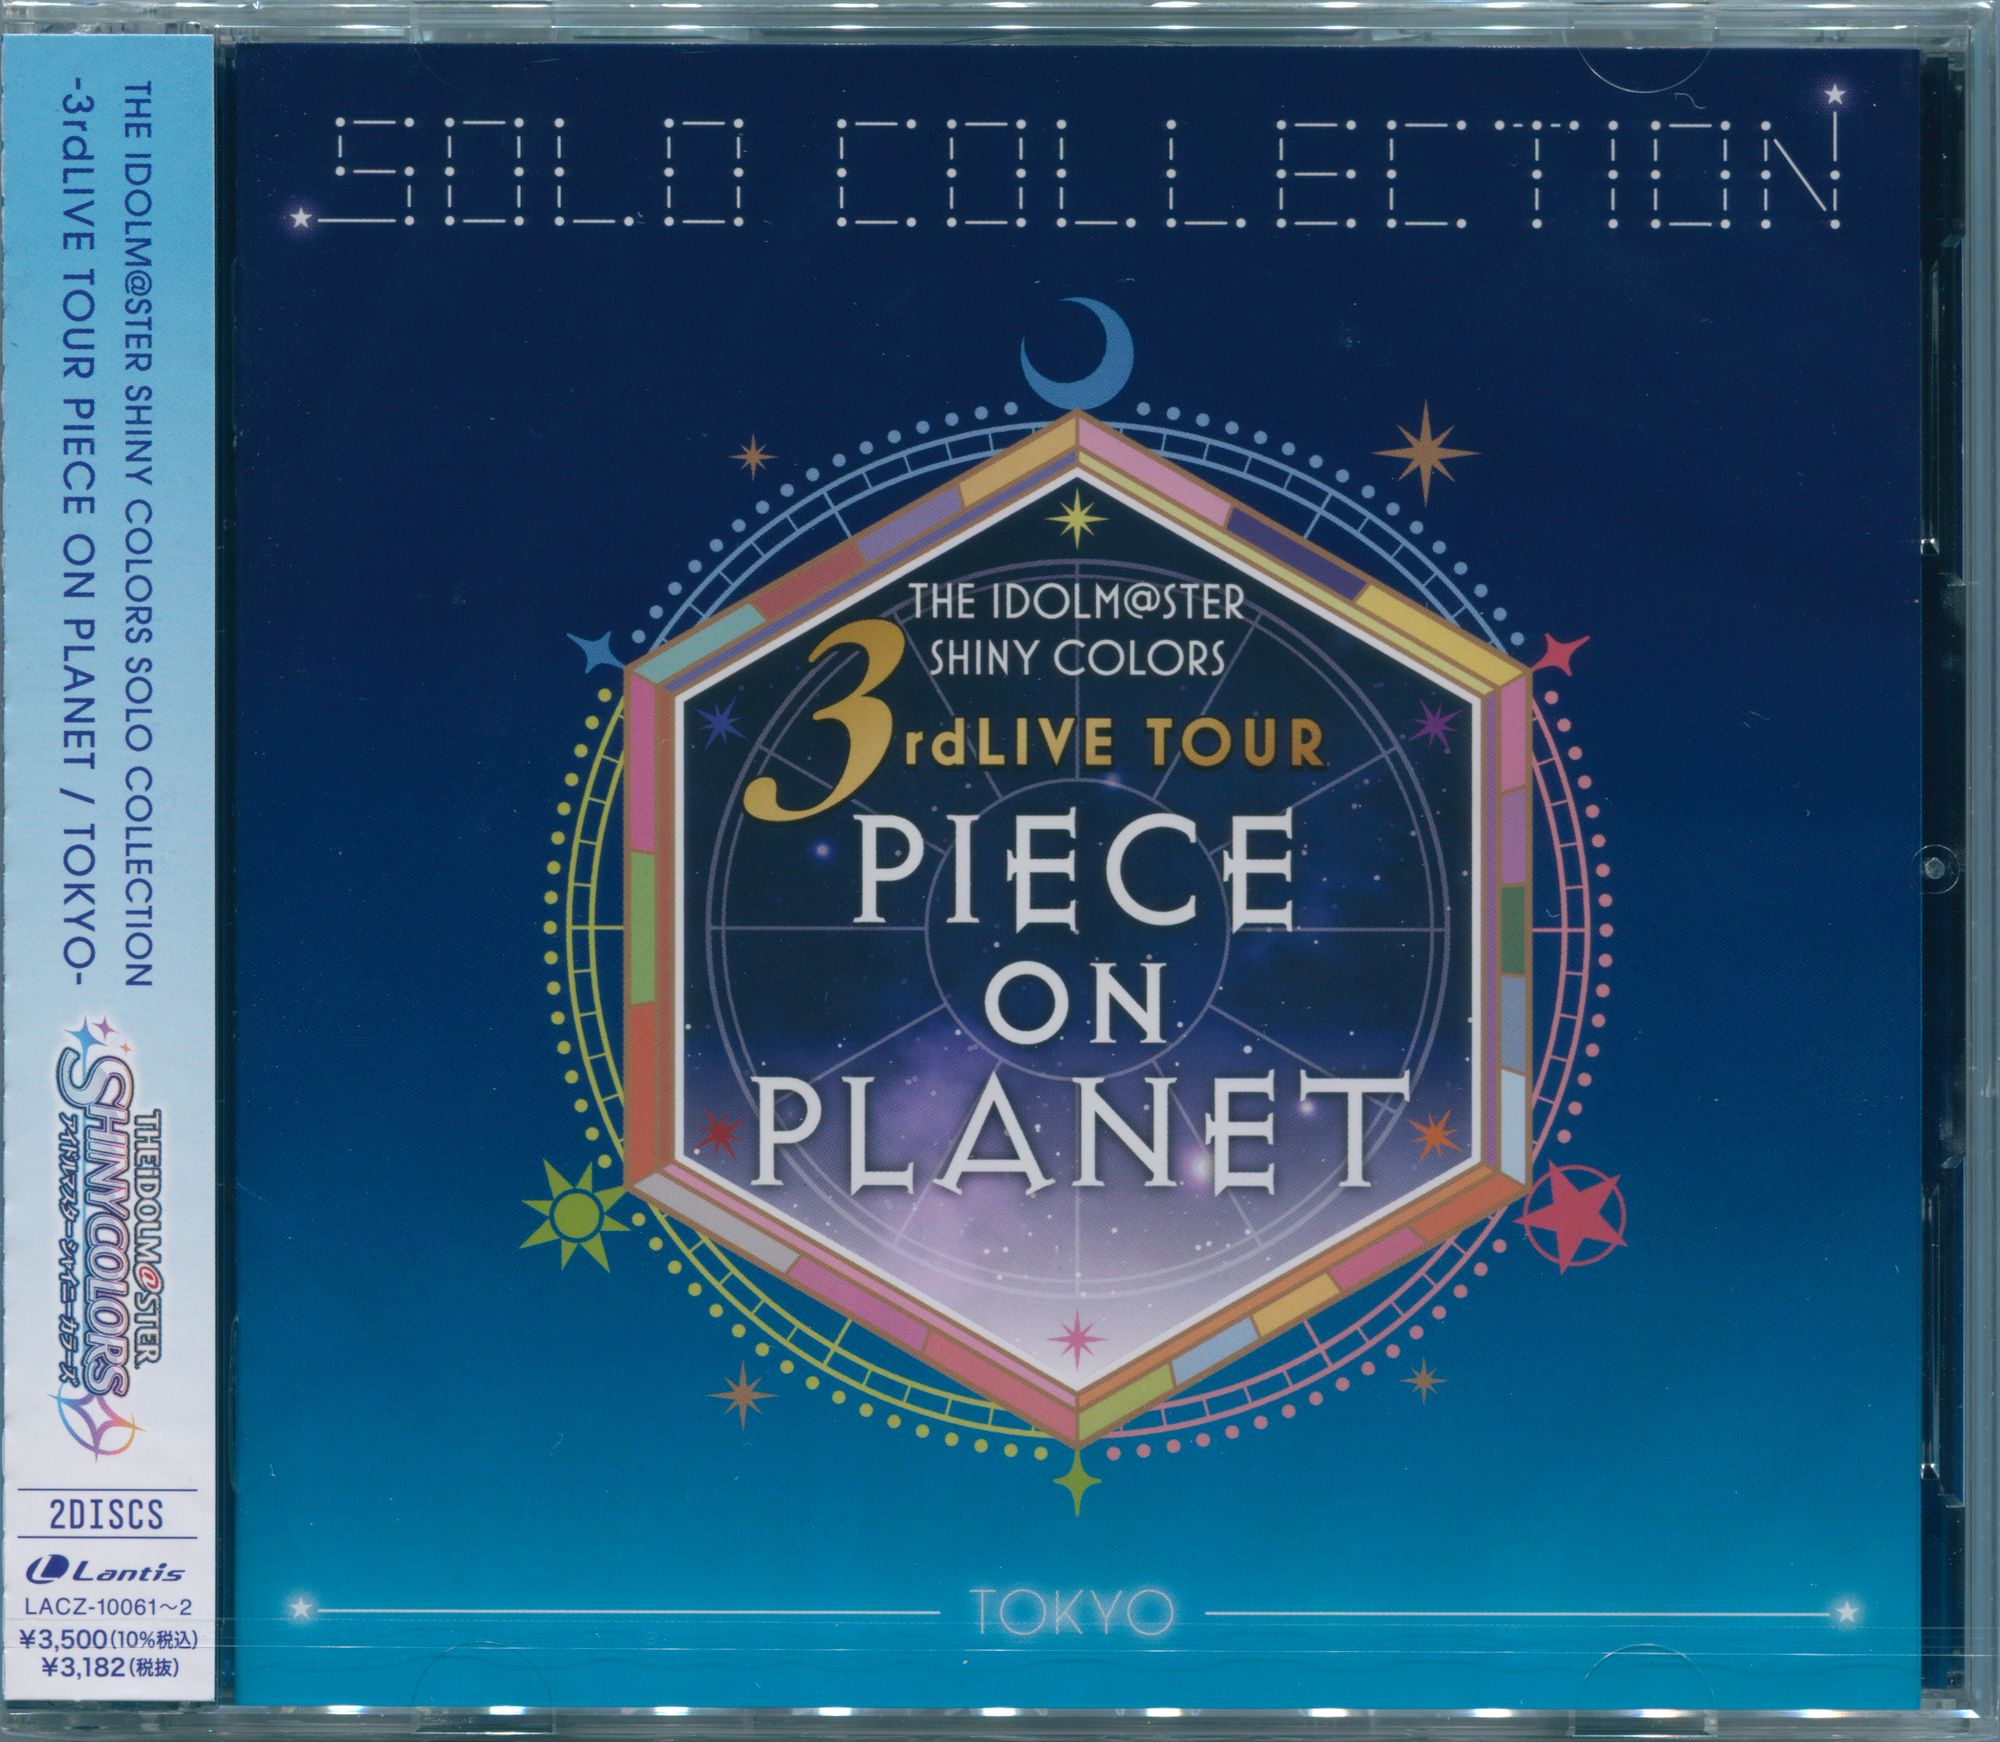 THE IDOLM@STER SHINY COLORS SOLO COLLECTION
-3rdLIVE TOUR PIECE ON PLANET / TOKYO-
THE iDOLM@STER
SHINYCOLORS
アイドルマスターシャイニーカラーズ
2DISCS
Lantis
LACZ-10061～2
¥3,500(10%税込)
¥3,182(税抜)
SOLO COLLECTION
THE IDOLM@STER
SHINY COLORS
3rdLIVE TOUR
PIECE
ON
PLANET
TOKYO